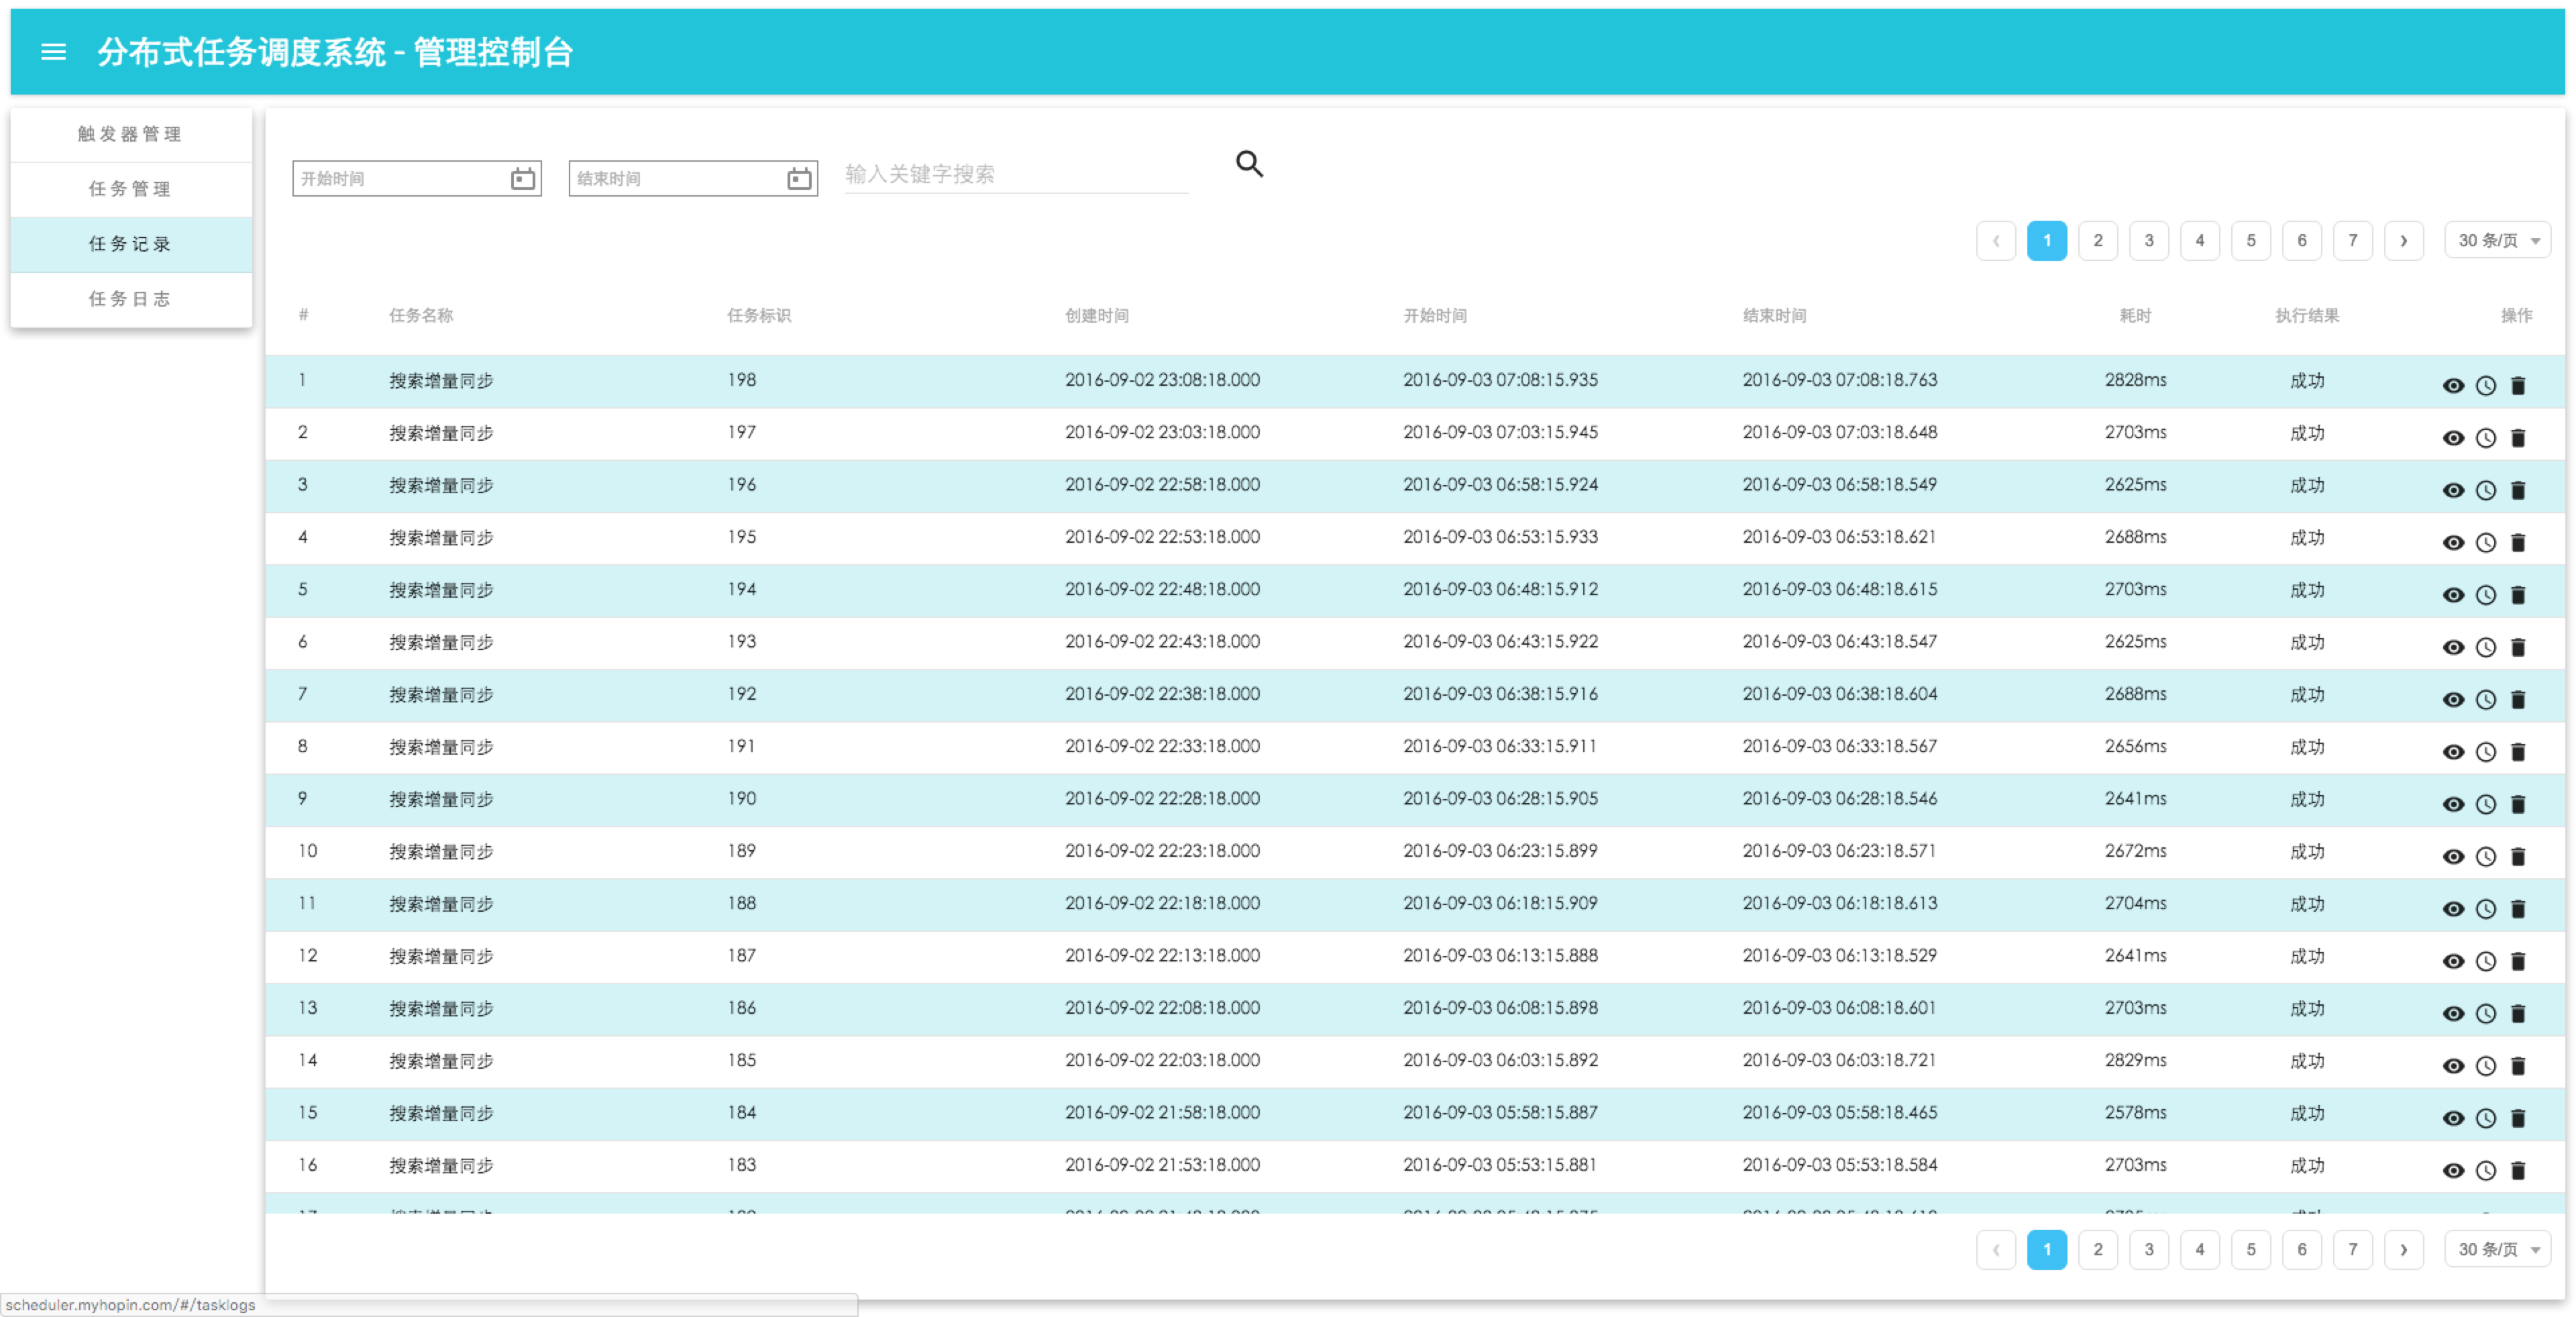 分布式任务调度系统 - 管理控制台
触发器管理
任务管理
任务记录
任务日志
开始时间 结束时间 输入关键字搜索
‹ 1 2 3 4 5 6 7 › 30 条/页
# 任务名称 任务标识 创建时间 开始时间 结束时间 耗时 执行结果 操作
1 搜索增量同步 198 2016-09-02 23:08:18.000 2016-09-03 07:08:15.935 2016-09-03 07:08:18.763 2828ms 成功
2 搜索增量同步 197 2016-09-02 23:03:18.000 2016-09-03 07:03:15.945 2016-09-03 07:03:18.648 2703ms 成功
3 搜索增量同步 196 2016-09-02 22:58:18.000 2016-09-03 06:58:15.924 2016-09-03 06:58:18.549 2625ms 成功
4 搜索增量同步 195 2016-09-02 22:53:18.000 2016-09-03 06:53:15.933 2016-09-03 06:53:18.621 2688ms 成功
5 搜索增量同步 194 2016-09-02 22:48:18.000 2016-09-03 06:48:15.912 2016-09-03 06:48:18.615 2703ms 成功
6 搜索增量同步 193 2016-09-02 22:43:18.000 2016-09-03 06:43:15.922 2016-09-03 06:43:18.547 2625ms 成功
7 搜索增量同步 192 2016-09-02 22:38:18.000 2016-09-03 06:38:15.916 2016-09-03 06:38:18.604 2688ms 成功
8 搜索增量同步 191 2016-09-02 22:33:18.000 2016-09-03 06:33:15.911 2016-09-03 06:33:18.567 2656ms 成功
9 搜索增量同步 190 2016-09-02 22:28:18.000 2016-09-03 06:28:15.905 2016-09-03 06:28:18.546 2641ms 成功
10 搜索增量同步 189 2016-09-02 22:23:18.000 2016-09-03 06:23:15.899 2016-09-03 06:23:18.571 2672ms 成功
11 搜索增量同步 188 2016-09-02 22:18:18.000 2016-09-03 06:18:15.909 2016-09-03 06:18:18.613 2704ms 成功
12 搜索增量同步 187 2016-09-02 22:13:18.000 2016-09-03 06:13:15.888 2016-09-03 06:13:18.529 2641ms 成功
13 搜索增量同步 186 2016-09-02 22:08:18.000 2016-09-03 06:08:15.898 2016-09-03 06:08:18.601 2703ms 成功
14 搜索增量同步 185 2016-09-02 22:03:18.000 2016-09-03 06:03:15.892 2016-09-03 06:03:18.721 2829ms 成功
15 搜索增量同步 184 2016-09-02 21:58:18.000 2016-09-03 05:58:15.887 2016-09-03 05:58:18.465 2578ms 成功
16 搜索增量同步 183 2016-09-02 21:53:18.000 2016-09-03 05:53:15.881 2016-09-03 05:53:18.584 2703ms 成功
‹ 1 2 3 4 5 6 7 › 30 条/页
scheduler.myhopin.com/#/tasklogs